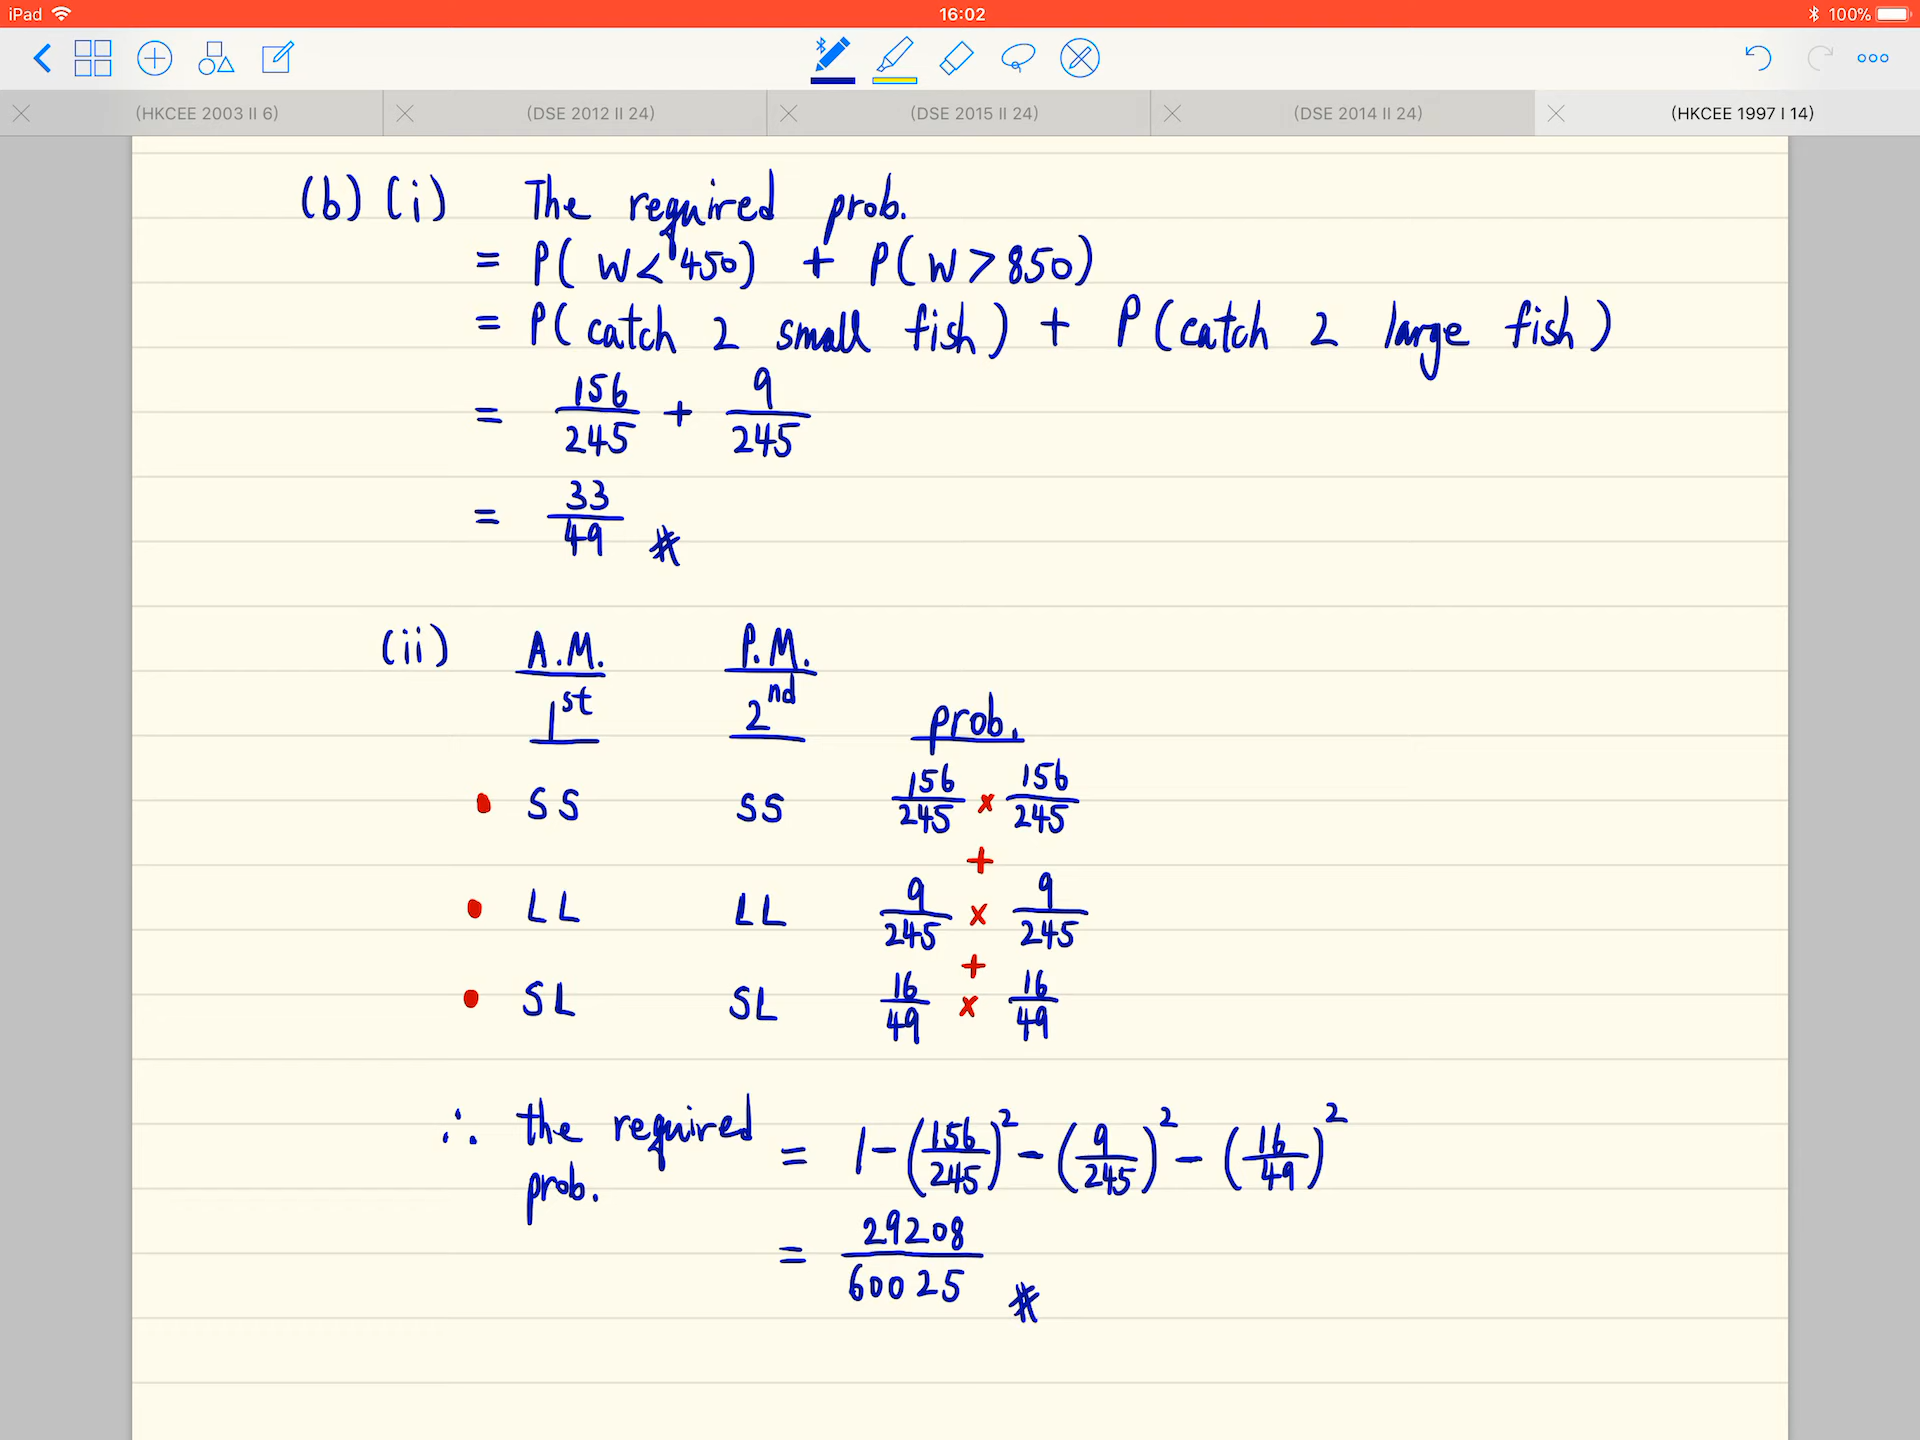 iPad 16:02 100%
(HKCEE 2003 II 6) (DSE 2012 II 24) (DSE 2015 II 24) (DSE 2014 II 24) (HKCEE 1997 I 14)
(b) (i) The required prob.
= P( W < 450) + P( W > 850)
= P( catch 2 small fish ) + P ( catch 2 large fish )
= 156/245 + 9/245
= 33/49 #
(ii) A.M. P.M.
1st 2nd prob.
• SS SS 156/245 × 156/245
+
• LL LL 9/245 × 9/245
+
• SL SL 16/49 × 16/49
∴ the required prob. = 1 - (156/245)² - (9/245)² - (16/49)²
= 29208/60025 #